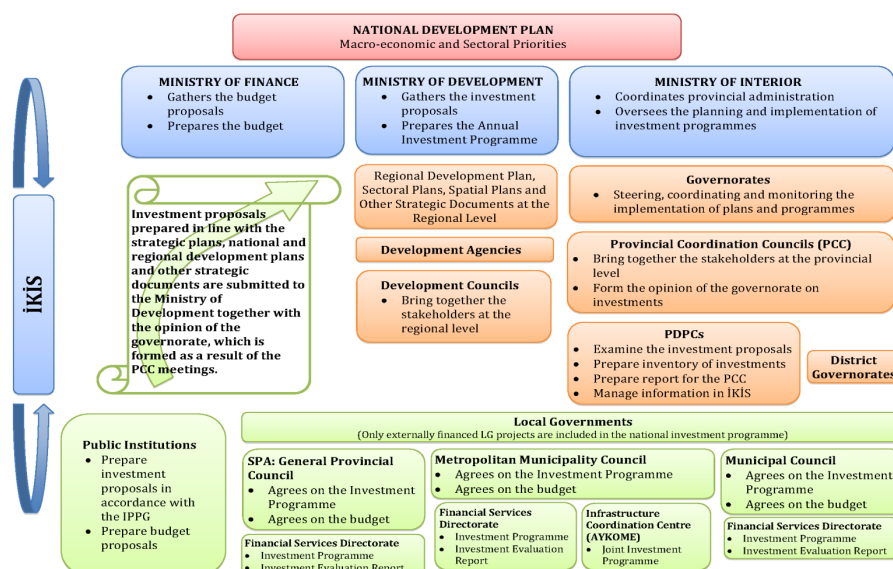 NATIONAL DEVELOPMENT PLAN
Macro-economic and Sectoral Priorities
MINISTRY OF FINANCE
• Gathers the budget
proposals
• Prepares the budget
MINISTRY OF DEVELOPMENT
• Gathers the investment
proposals
• Prepares the Annual
Investment Programme
MINISTRY OF INTERIOR
• Coordinates provincial administration
• Oversees the planning and implementation of
investment programmes
İKİS
Investment proposals
prepared in line with the
strategic plans, national and
regional development plans
and other strategic
documents are submitted to
the Ministry of
Development together with
the opinion of the
governorate, which is
formed as a result of the
PCC meetings.
Regional Development Plan,
Sectoral Plans, Spatial Plans and
Other Strategic Documents at the
Regional Level
Development Agencies
Development Councils
• Bring together the
stakeholders at the
regional level
Governorates
• Steering, coordinating and monitoring the
implementation of plans and programmes
Provincial Coordination Councils (PCC)
• Bring together the stakeholders at the provincial
level
• Form the opinion of the governorate on
investments
PDPCs
• Examine the investment proposals
• Prepare inventory of investments
• Prepare report for the PCC
• Manage information in İKİS
District
Governorates
Local Governments
(Only externally financed LG projects are included in the national investment programme)
Public Institutions
• Prepare
investment
proposals in
accordance with
the IPPG
• Prepare budget
proposals
SPA: General Provincial
Council
• Agrees on the Investment
Programme
• Agrees on the budget
Financial Services Directorate
• Investment Programme
• Investment Evaluation Report
Metropolitan Municipality Council
• Agrees on the Investment Programme
• Agrees on the budget
Financial Services
Directorate
• Investment Programme
• Investment Evaluation
Report
Infrastructure
Coordination Centre
(AYKOME)
• Joint Investment
Programme
Municipal Council
• Agrees on the Investment
Programme
• Agrees on the budget
Financial Services Directorate
• Investment Programme
• Investment Evaluation Report